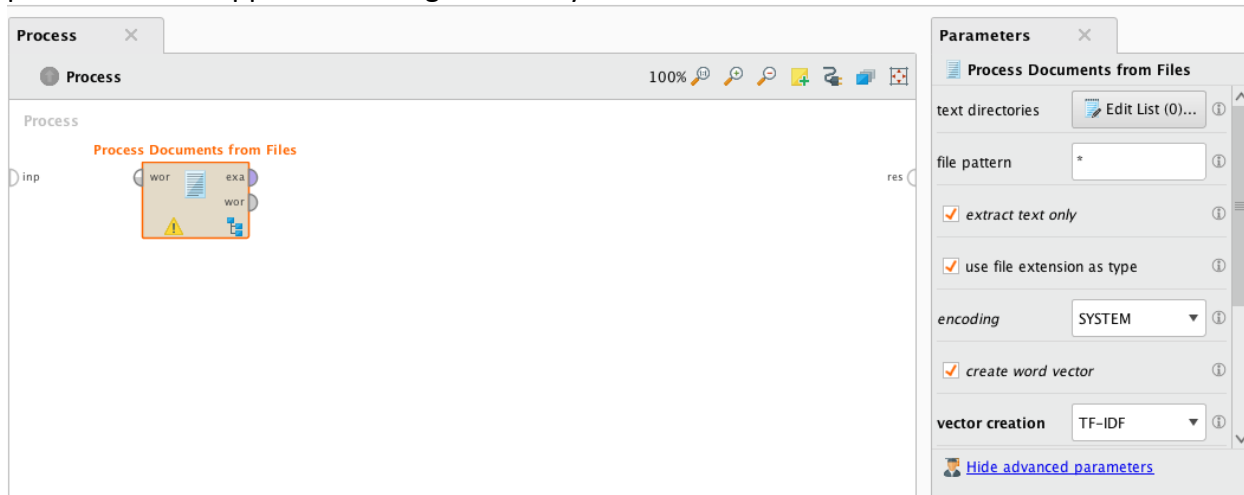 Process
Process
100%
Process
Process Documents from Files
inp
wor
exa
wor
res
Parameters
Process Documents from Files
text directories
Edit List (0)...
file pattern
*
extract text only
use file extension as type
encoding
SYSTEM
create word vector
vector creation
TF-IDF
Hide advanced parameters